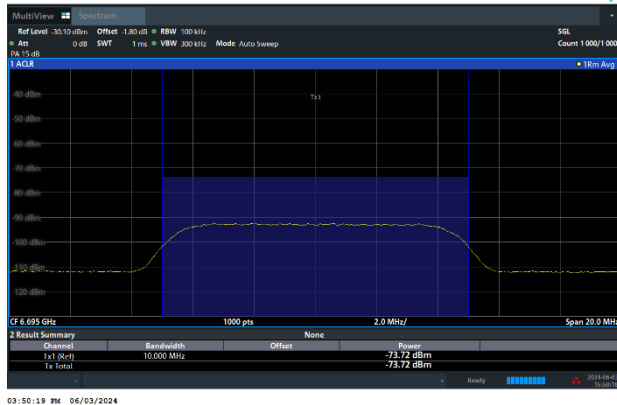 MultiView Spectrum
Ref Level -30.10 dBm Offset -1.80 dB RBW 100 kHz SGL
Att 0 dB SWT 1 ms VBW 300 kHz Mode Auto Sweep Count 1000/1000
PA 15 dB
1 ACLR 1Rm Avg
-40 dBm
Tx1
-50 dBm
-60 dBm
-70 dBm
-80 dBm
-90 dBm
-100 dBm
-110 dBm
-120 dBm
CF 6.695 GHz 1000 pts 2.0 MHz/ Span 20.0 MHz
2 Result Summary None
Channel Bandwidth Offset Power
Tx1 (Ref) 10.000 MHz -73.72 dBm
Tx Total -73.72 dBm
Ready
03:50:19 PM 06/03/2024